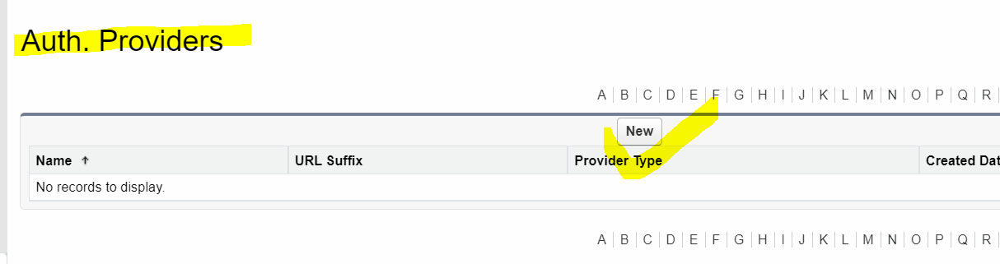 Auth. Providers
A B C D E F G H I J K L M N O P Q R
New
Name ↑ URL Suffix Provider Type Created Dat
No records to display.
A B C D E F G H I J K L M N O P Q R